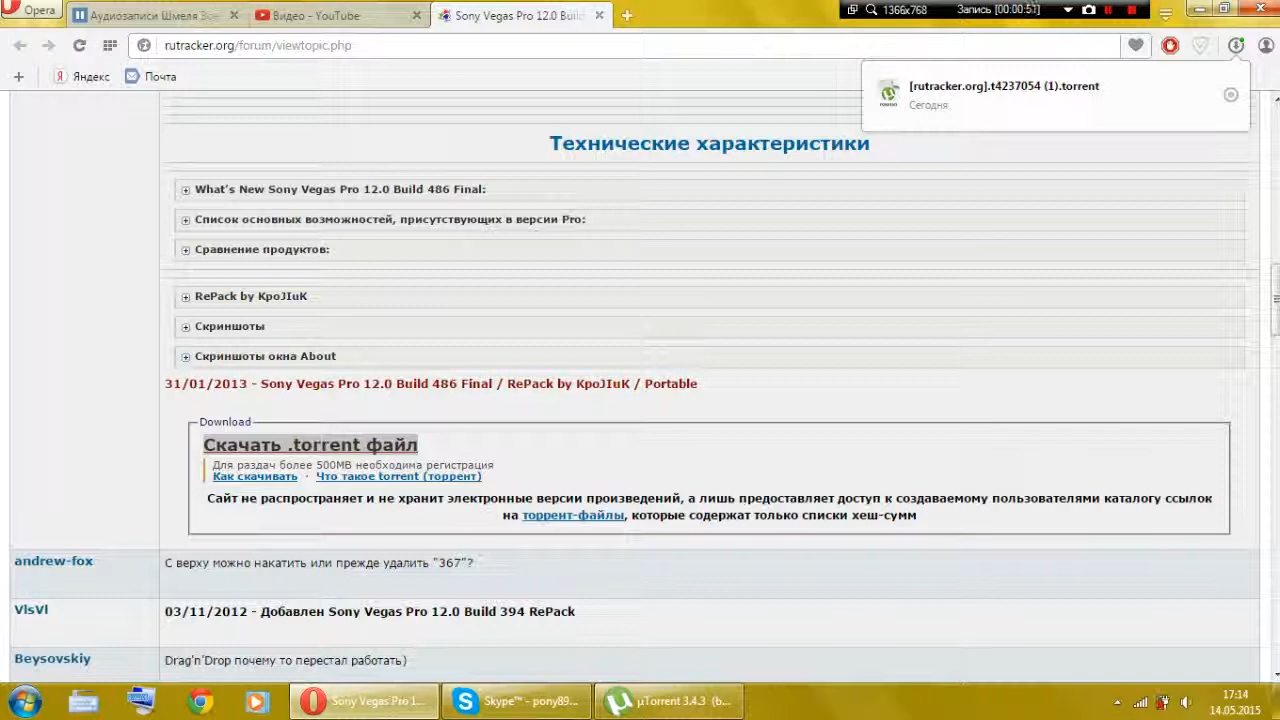 Opera
Аудиозаписи Шмеля Зе
Видео - YouTube
Sony Vegas Pro 12.0 Build
1366x768
Запись [00:00:51]
rutracker.org/forum/viewtopic.php
Яндекс
Почта
[rutracker.org].t4237054 (1).torrent
Сегодня
Технические характеристики
What's New Sony Vegas Pro 12.0 Build 486 Final:
Список основных возможностей, присутствующих в версии Pro:
Сравнение продуктов:
RePack by KpoJIuK
Скриншоты
Скриншоты окна About
31/01/2013 - Sony Vegas Pro 12.0 Build 486 Final / RePack by KpoJIuK / Portable
Download
Скачать .torrent файл
Для раздач более 500MB необходима регистрация
Как скачивать · Что такое torrent (торрент)
Сайт не распространяет и не хранит электронные версии произведений, а лишь предоставляет доступ к создаваемому пользователями каталогу ссылок
на торрент-файлы, которые содержат только списки хеш-сумм
andrew-fox
С верху можно накатить или прежде удалить "367"?
VlsVl
03/11/2012 - Добавлен Sony Vegas Pro 12.0 Build 394 RePack
Beysovskiy
Drag'n'Drop почему то перестал работать)
Sony Vegas Pro 1...
Skype™ - pony89...
µTorrent 3.4.3 (b...
17:14
14.05.2015